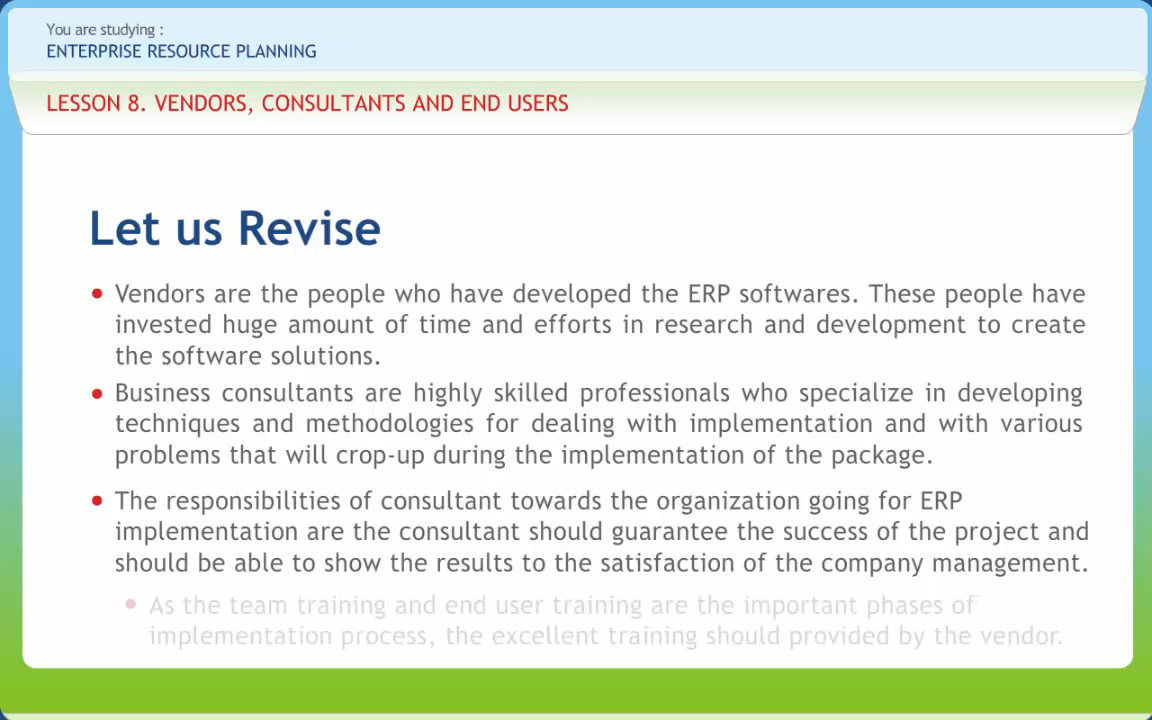 You are studying :
ENTERPRISE RESOURCE PLANNING
LESSON 8. VENDORS, CONSULTANTS AND END USERS
Let us Revise
• Vendors are the people who have developed the ERP softwares. These people have
invested huge amount of time and efforts in research and development to create
the software solutions.
• Business consultants are highly skilled professionals who specialize in developing
techniques and methodologies for dealing with implementation and with various
problems that will crop-up during the implementation of the package.
• The responsibilities of consultant towards the organization going for ERP
implementation are the consultant should guarantee the success of the project and
should be able to show the results to the satisfaction of the company management.
• As the team training and end user training are the important phases of
implementation process, the excellent training should provided by the vendor.